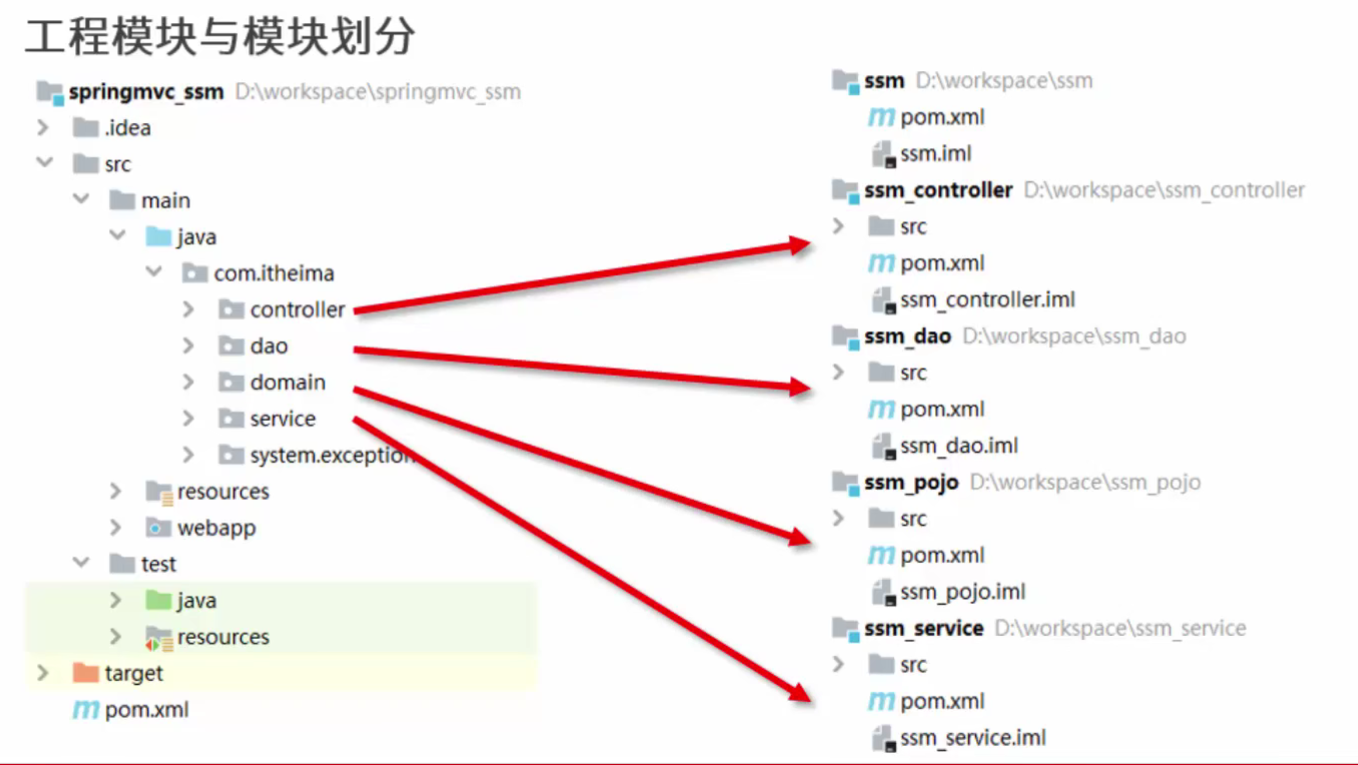 工程模块与模块划分
springmvc_ssm D:\workspace\springmvc_ssm
.idea
src
main
java
com.itheima
controller
dao
domain
service
system.exception
resources
webapp
test
java
resources
target
pom.xml
ssm D:\workspace\ssm
pom.xml
ssm.iml
ssm_controller D:\workspace\ssm_controller
src
pom.xml
ssm_controller.iml
ssm_dao D:\workspace\ssm_dao
src
pom.xml
ssm_dao.iml
ssm_pojo D:\workspace\ssm_pojo
src
pom.xml
ssm_pojo.iml
ssm_service D:\workspace\ssm_service
src
pom.xml
ssm_service.iml